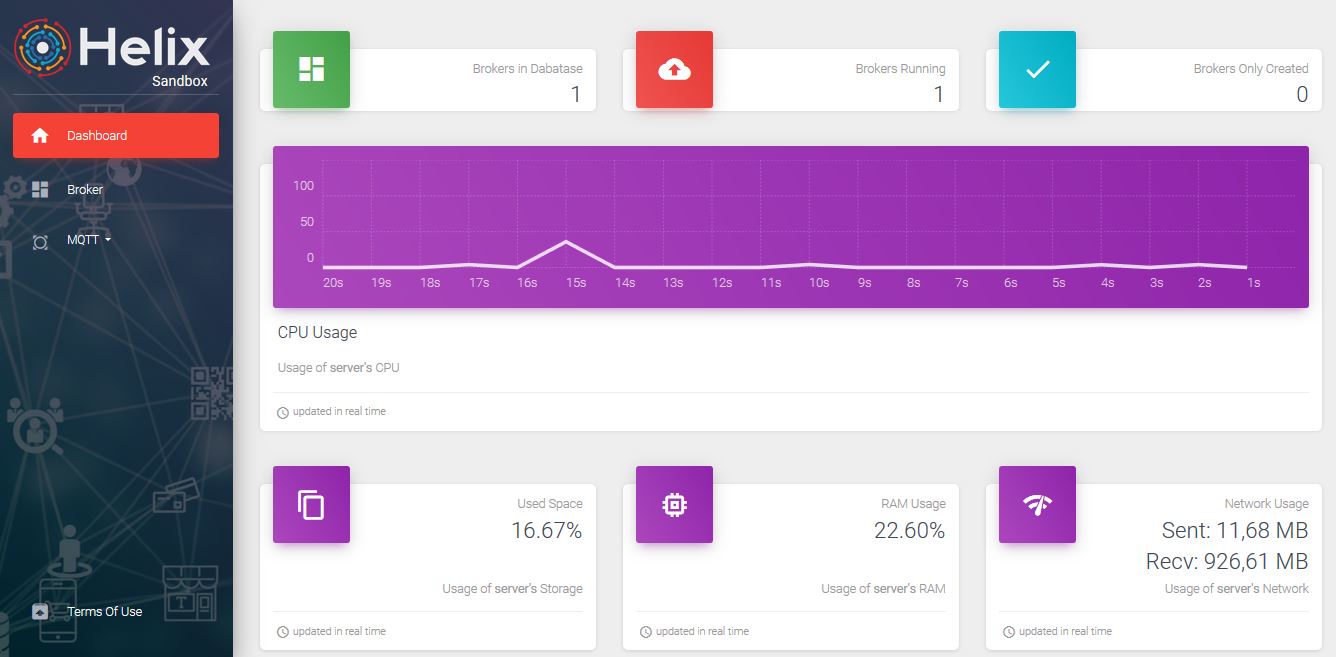 Helix
Sandbox
Dashboard
Broker
MQTT
Terms Of Use
Brokers in Dabatase
1
Brokers Running
1
Brokers Only Created
0
100
50
0
20s 19s 18s 17s 16s 15s 14s 13s 12s 11s 10s 9s 8s 7s 6s 5s 4s 3s 2s 1s
CPU Usage
Usage of server's CPU
updated in real time
Used Space
16.67%
Usage of server's Storage
updated in real time
RAM Usage
22.60%
Usage of server's RAM
updated in real time
Network Usage
Sent: 11,68 MB
Recv: 926,61 MB
Usage of server's Network
updated in real time
T